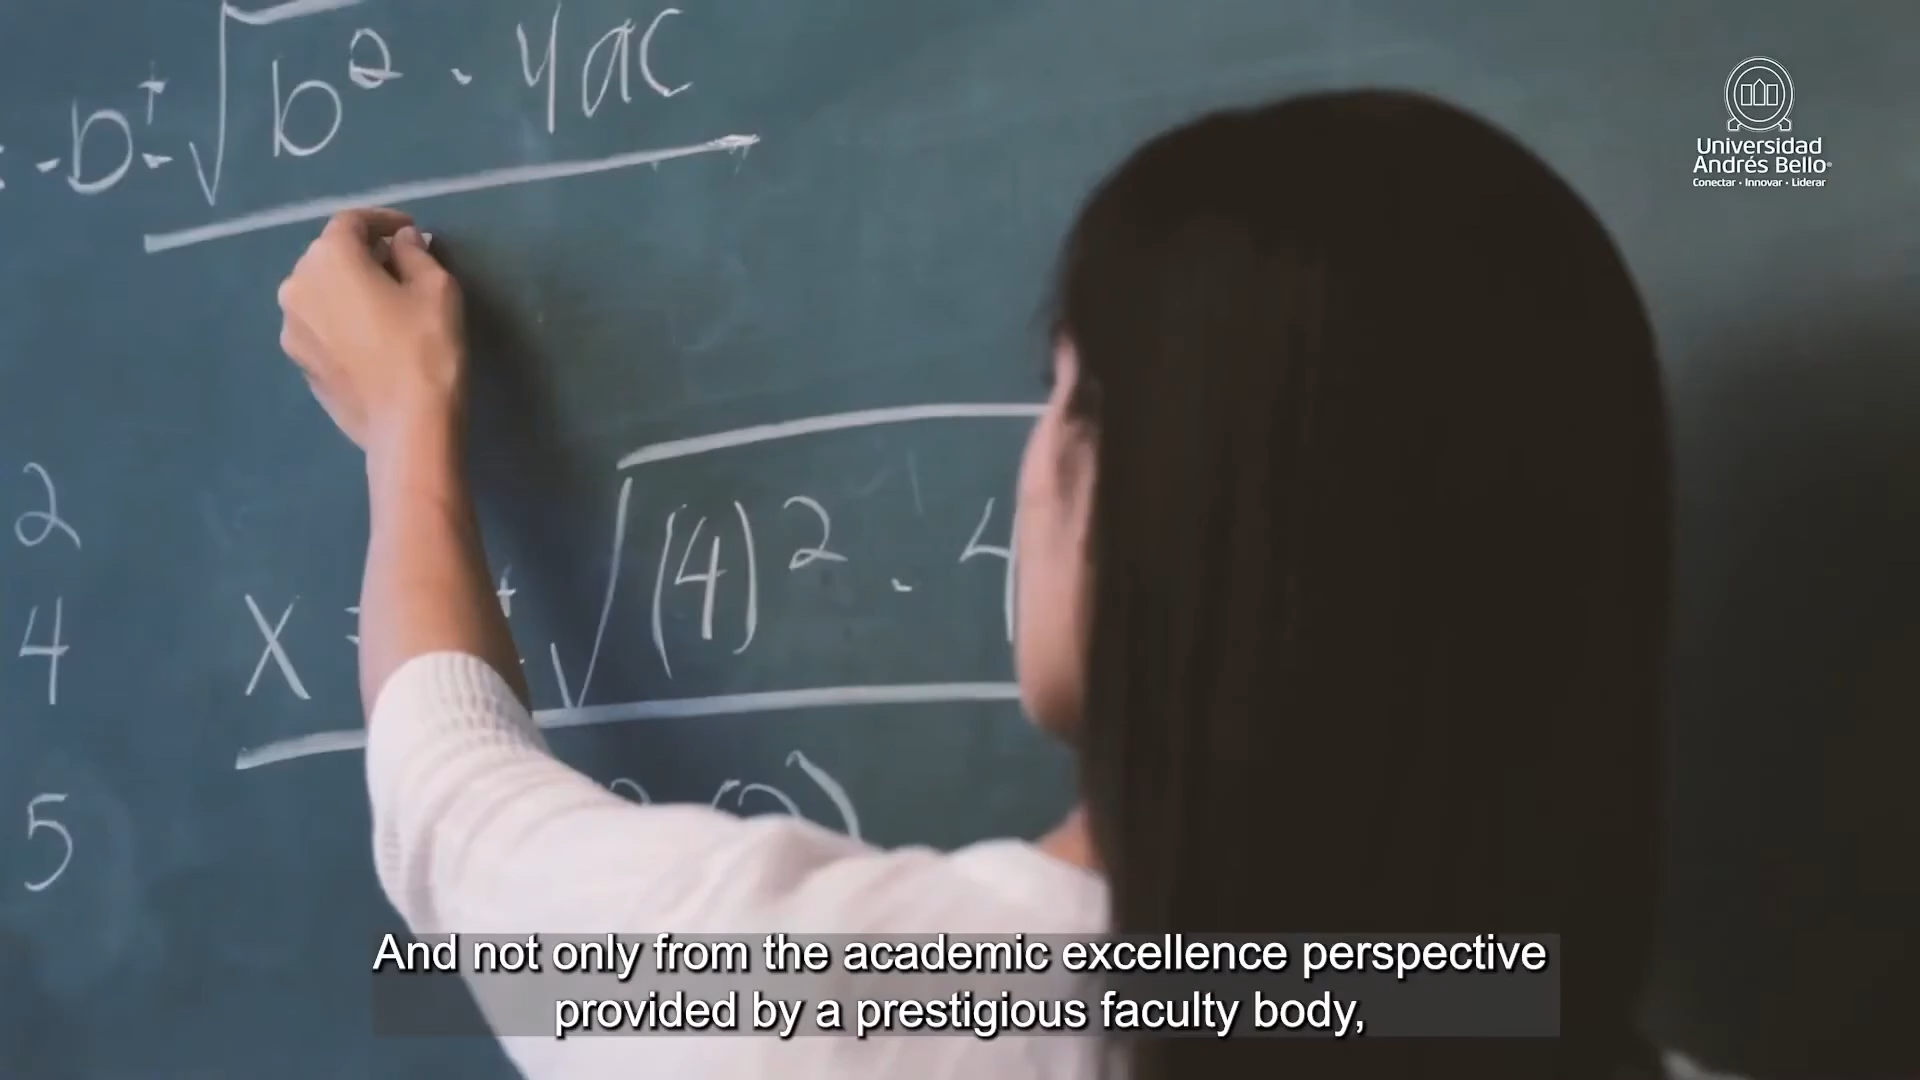 -b ± √b² - 4ac
Universidad
Andrés Bello
Conectar • Innovar • Liderar
2
4
X = ± √(4)² - 4
5
And not only from the academic excellence perspective
provided by a prestigious faculty body,